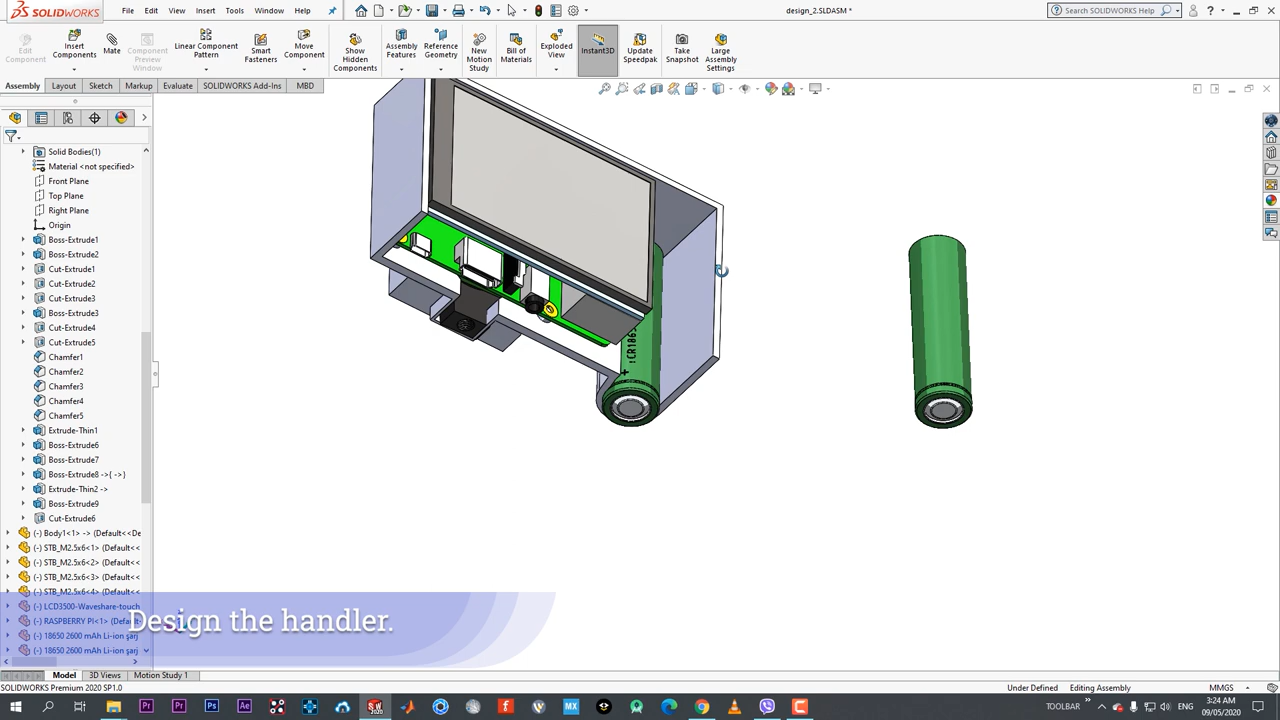 SOLIDWORKS
File Edit View Insert Tools Window Help
design_2.SLDASM *
Search SOLIDWORKS Help
Edit Component
Insert Components
Mate
Component Preview Window
Linear Component Pattern
Smart Fasteners
Move Component
Show Hidden Components
Assembly Features
Reference Geometry
New Motion Study
Bill of Materials
Exploded View
Instant3D
Update Speedpak
Take Snapshot
Large Assembly Settings
Assembly Layout Sketch Markup Evaluate SOLIDWORKS Add-Ins MBD
Solid Bodies(1)
Material <not specified>
Front Plane
Top Plane
Right Plane
Origin
Boss-Extrude1
Boss-Extrude2
Cut-Extrude1
Cut-Extrude2
Cut-Extrude3
Boss-Extrude3
Cut-Extrude4
Cut-Extrude5
Chamfer1
Chamfer2
Chamfer3
Chamfer4
Chamfer5
Extrude-Thin1
Boss-Extrude6
Boss-Extrude7
Boss-Extrude8 ->{ ->}
Extrude-Thin2 ->
Boss-Extrude9
Cut-Extrude6
(-) Body1<1> -> (Default<<De
(-) STB_M2.5x6<1> (Default<<
(-) STB_M2.5x6<2> (Default<<
(-) STB_M2.5x6<3> (Default<<
(-) STB_M2.5x6<4> (Default<<
(-) LCD3500-Waveshare-touch
(-) RASPBERRY PI<1> (Default
(-) 18650 2600 mAh Li-ion şarj
(-) 18650 2600 mAh Li-ion şarj
Design the handler.
Model 3D Views Motion Study 1
SOLIDWORKS Premium 2020 SP1.0
Under Defined Editing Assembly MMGS
TOOLBAR
ENG
3:24 AM
09/05/2020